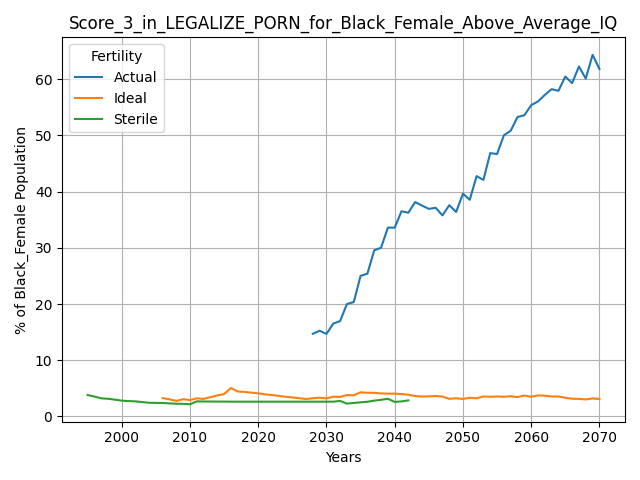 Score_3_in_LEGALIZE_PORN_for_Black_Female_Above_Average_IQ
Fertility
Actual
Ideal
Sterile
% of Black_Female Population
60
50
40
30
20
10
0
2000 2010 2020 2030 2040 2050 2060 2070
Years